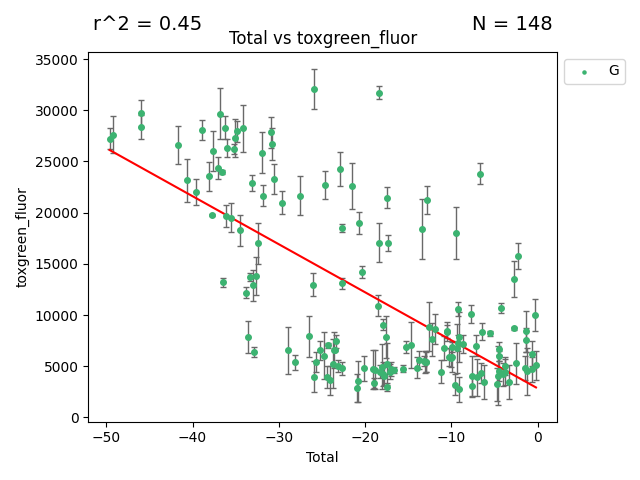 r^2 = 0.45
N = 148
Total vs toxgreen_fluor
G
toxgreen_fluor
35000
30000
25000
20000
15000
10000
5000
0
−50
−40
−30
−20
−10
0
Total